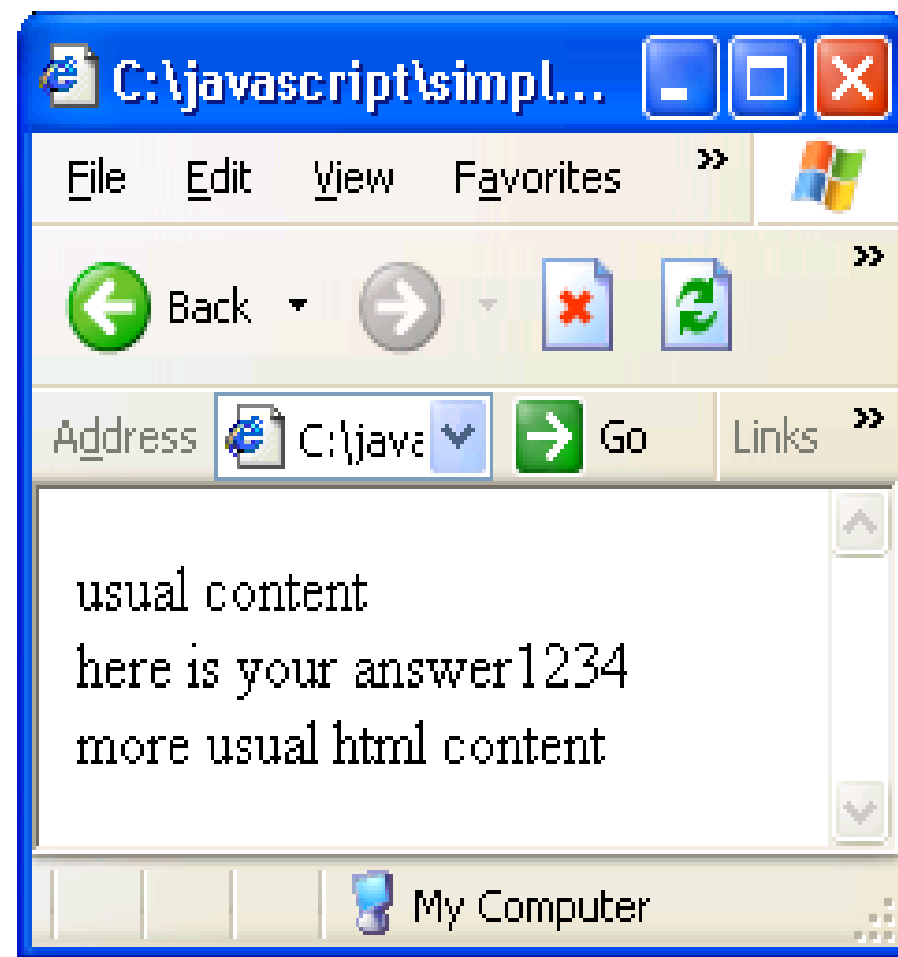 C:\javascript\simpl...
File Edit View Favorites »
Back »
Address C:\java Go Links »
usual content
here is your answer1234
more usual html content
My Computer